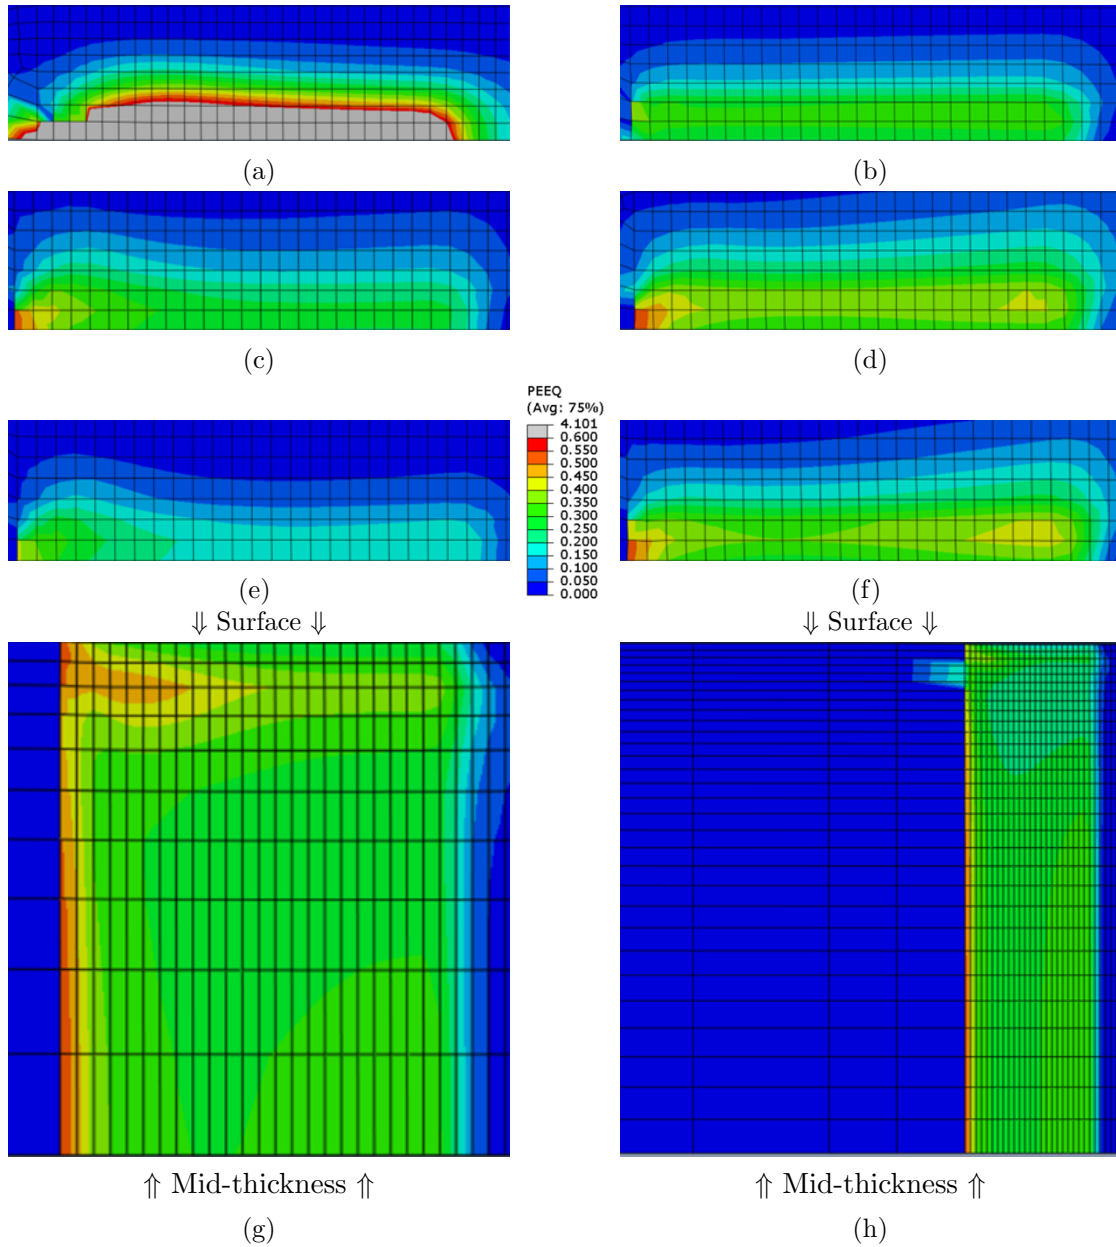 (a)
(b)
(c)
(d)
PEEQ
(Avg: 75%)
4.101
0.600
0.550
0.500
0.450
0.400
0.350
0.300
0.250
0.200
0.150
0.100
0.050
0.000
(e)
(f)
⇓ Surface ⇓
⇓ Surface ⇓
⇑ Mid-thickness ⇑
⇑ Mid-thickness ⇑
(g)
(h)